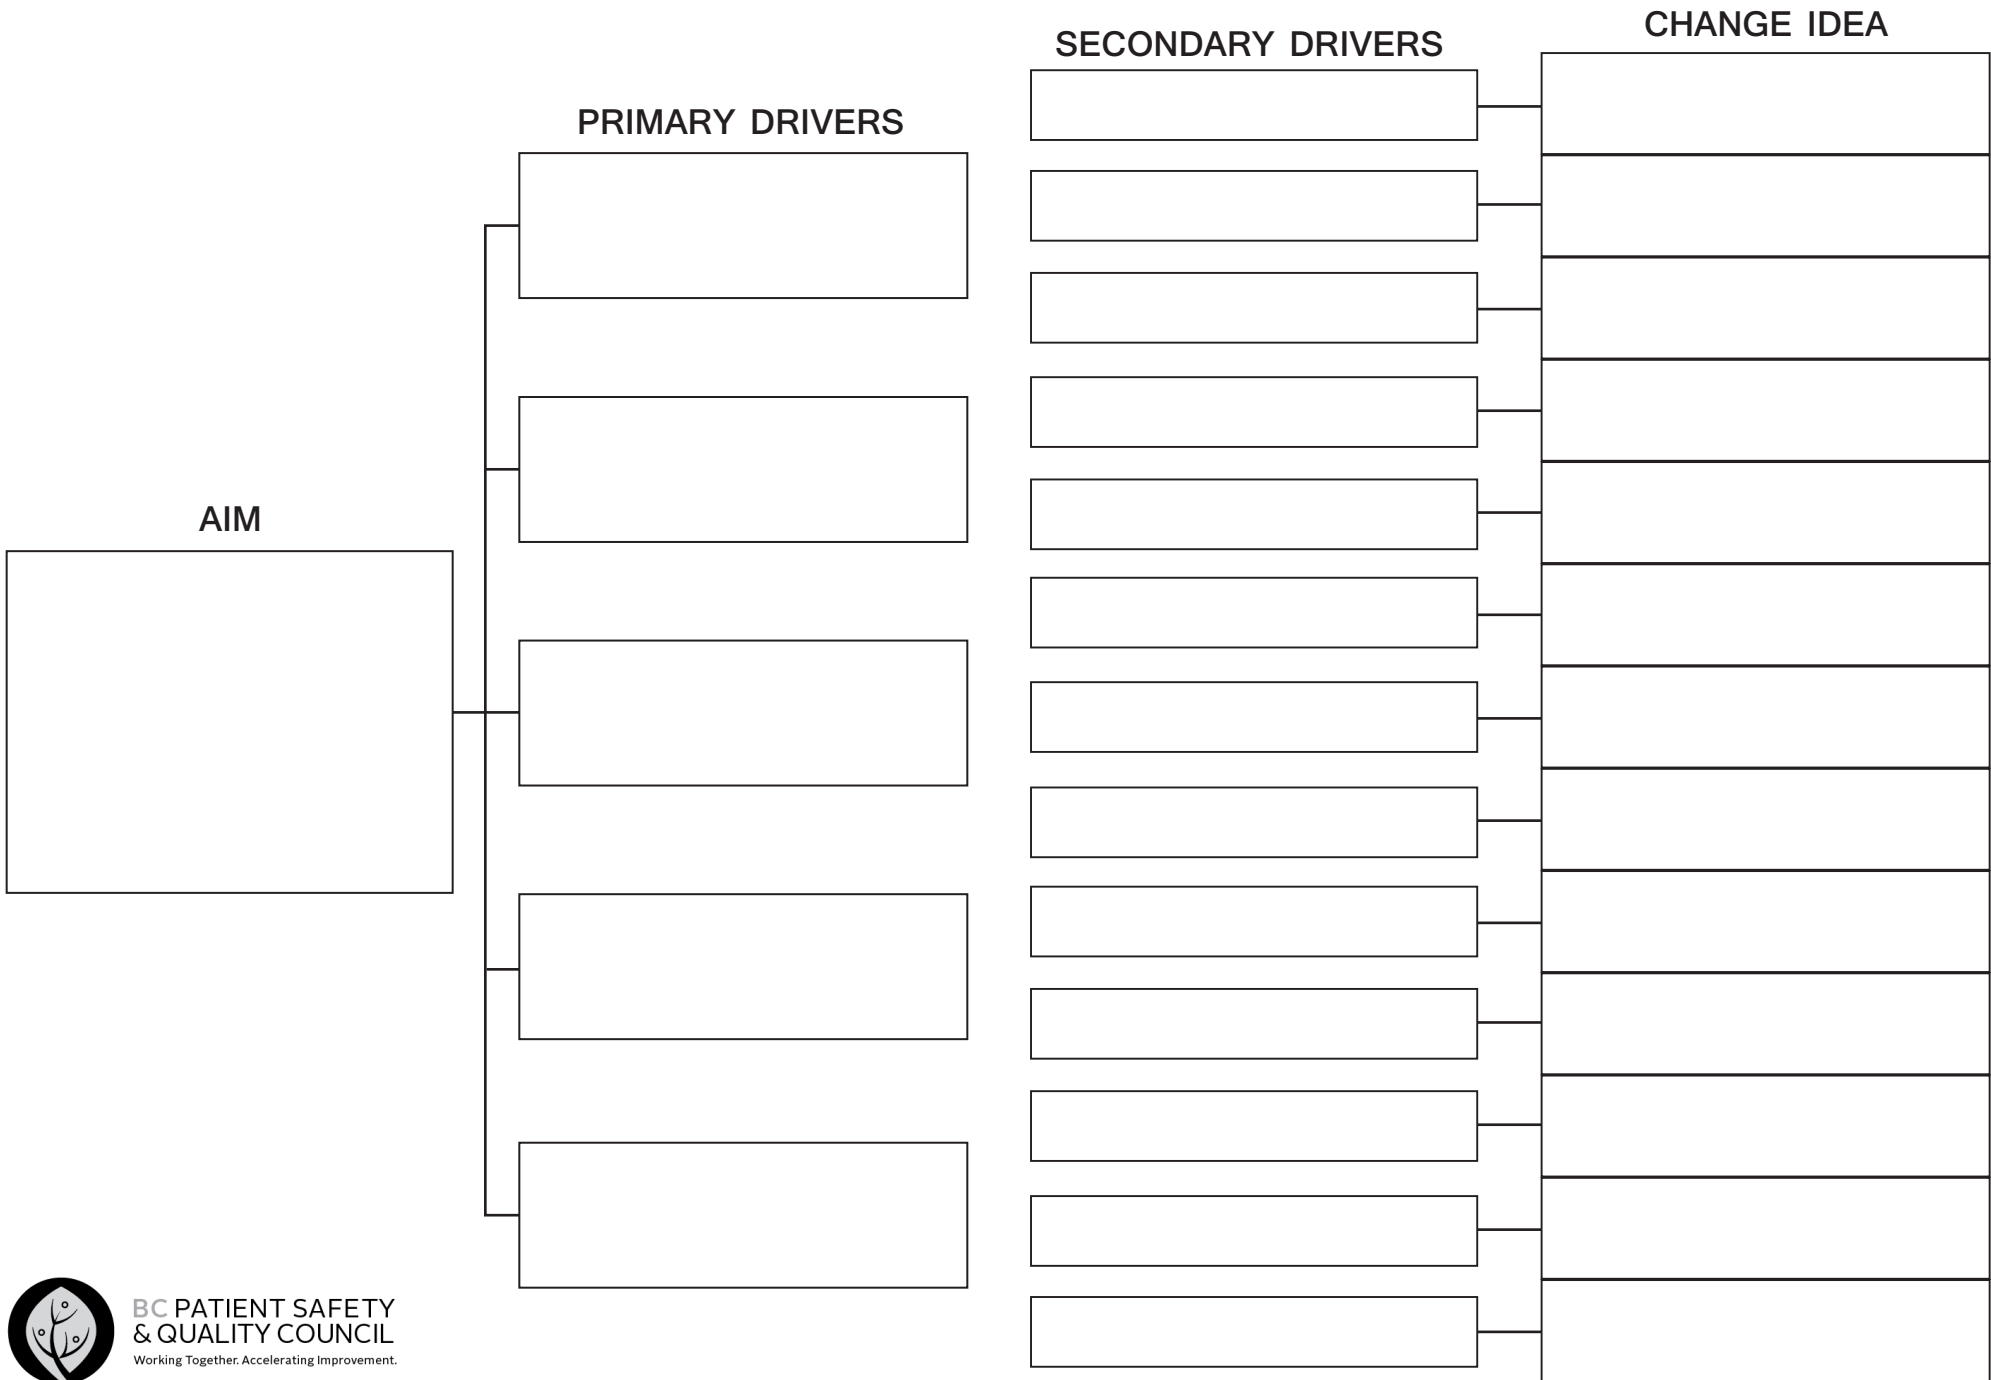 CHANGE IDEA
SECONDARY DRIVERS
PRIMARY DRIVERS
AIM
BC PATIENT SAFETY
& QUALITY COUNCIL
Working Together. Accelerating Improvement.